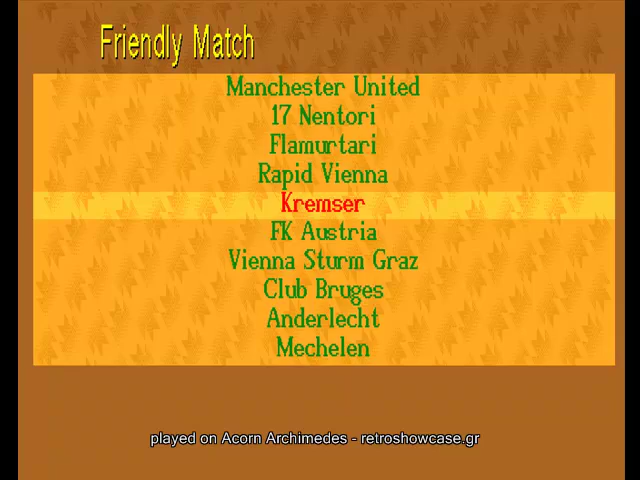 Friendly Match
Manchester United
17 Nentori
Flamurtari
Rapid Vienna
Kremser
FK Austria
Vienna Sturm Graz
Club Bruges
Anderlecht
Mechelen
played on Acorn Archimedes - retroshowcase.gr